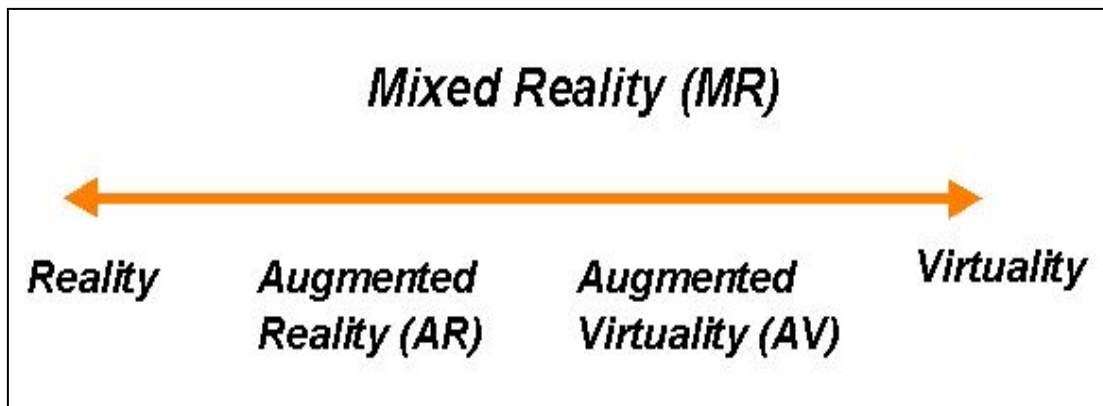 Mixed Reality (MR)
Reality
Augmented
Reality (AR)
Augmented
Virtuality (AV)
Virtuality